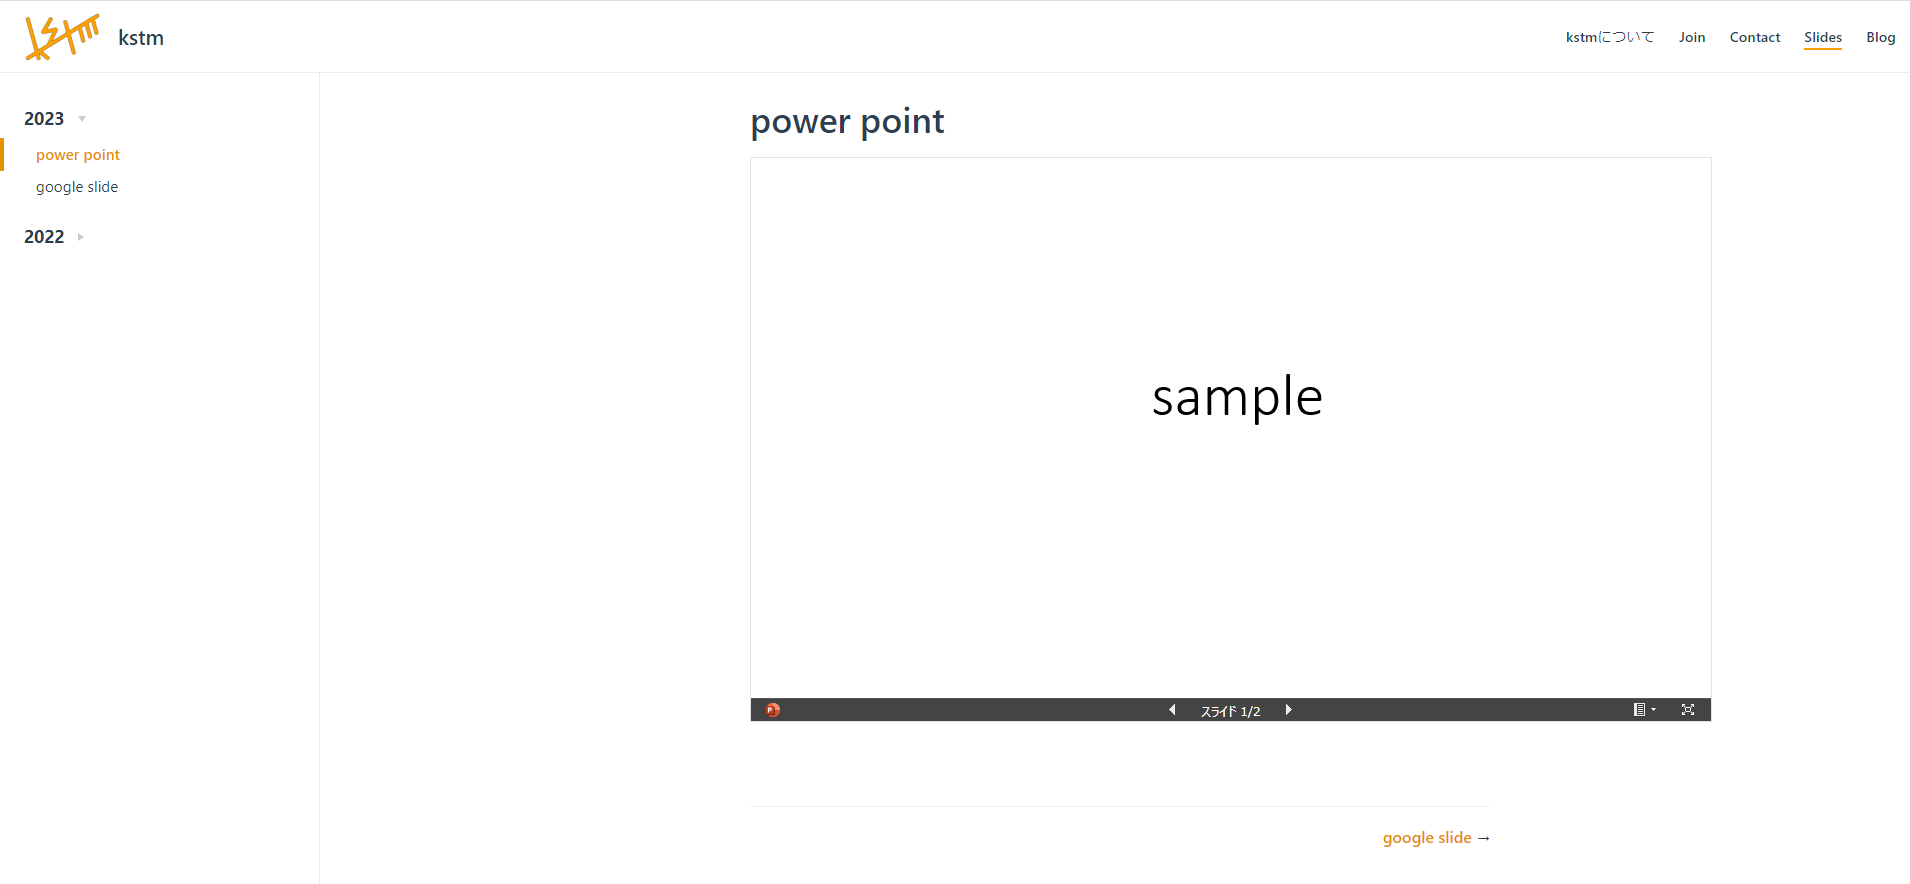 kstm
kstm
kstmについて
Join
Contact
Slides
Blog
2023
power point
google slide
2022
power point
sample
スライド 1/2
google slide →